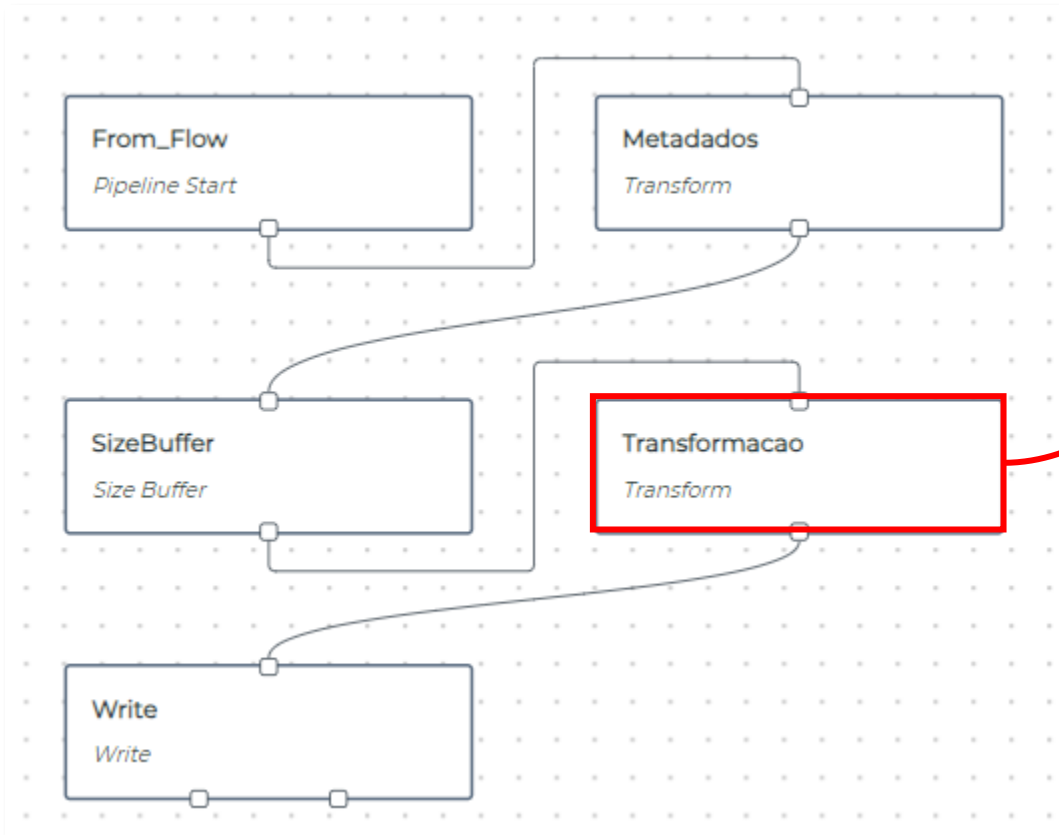 From_Flow
Pipeline Start
Metadados
Transform
SizeBuffer
Size Buffer
Transformacao
Transform
Write
Write